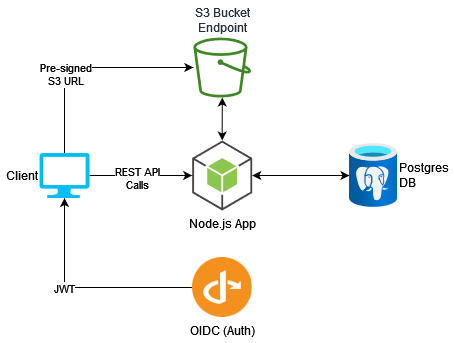 S3 Bucket
Endpoint
Pre-signed
S3 URL
Client
REST API
Calls
Node.js App
Postgres
DB
JWT
OIDC (Auth)